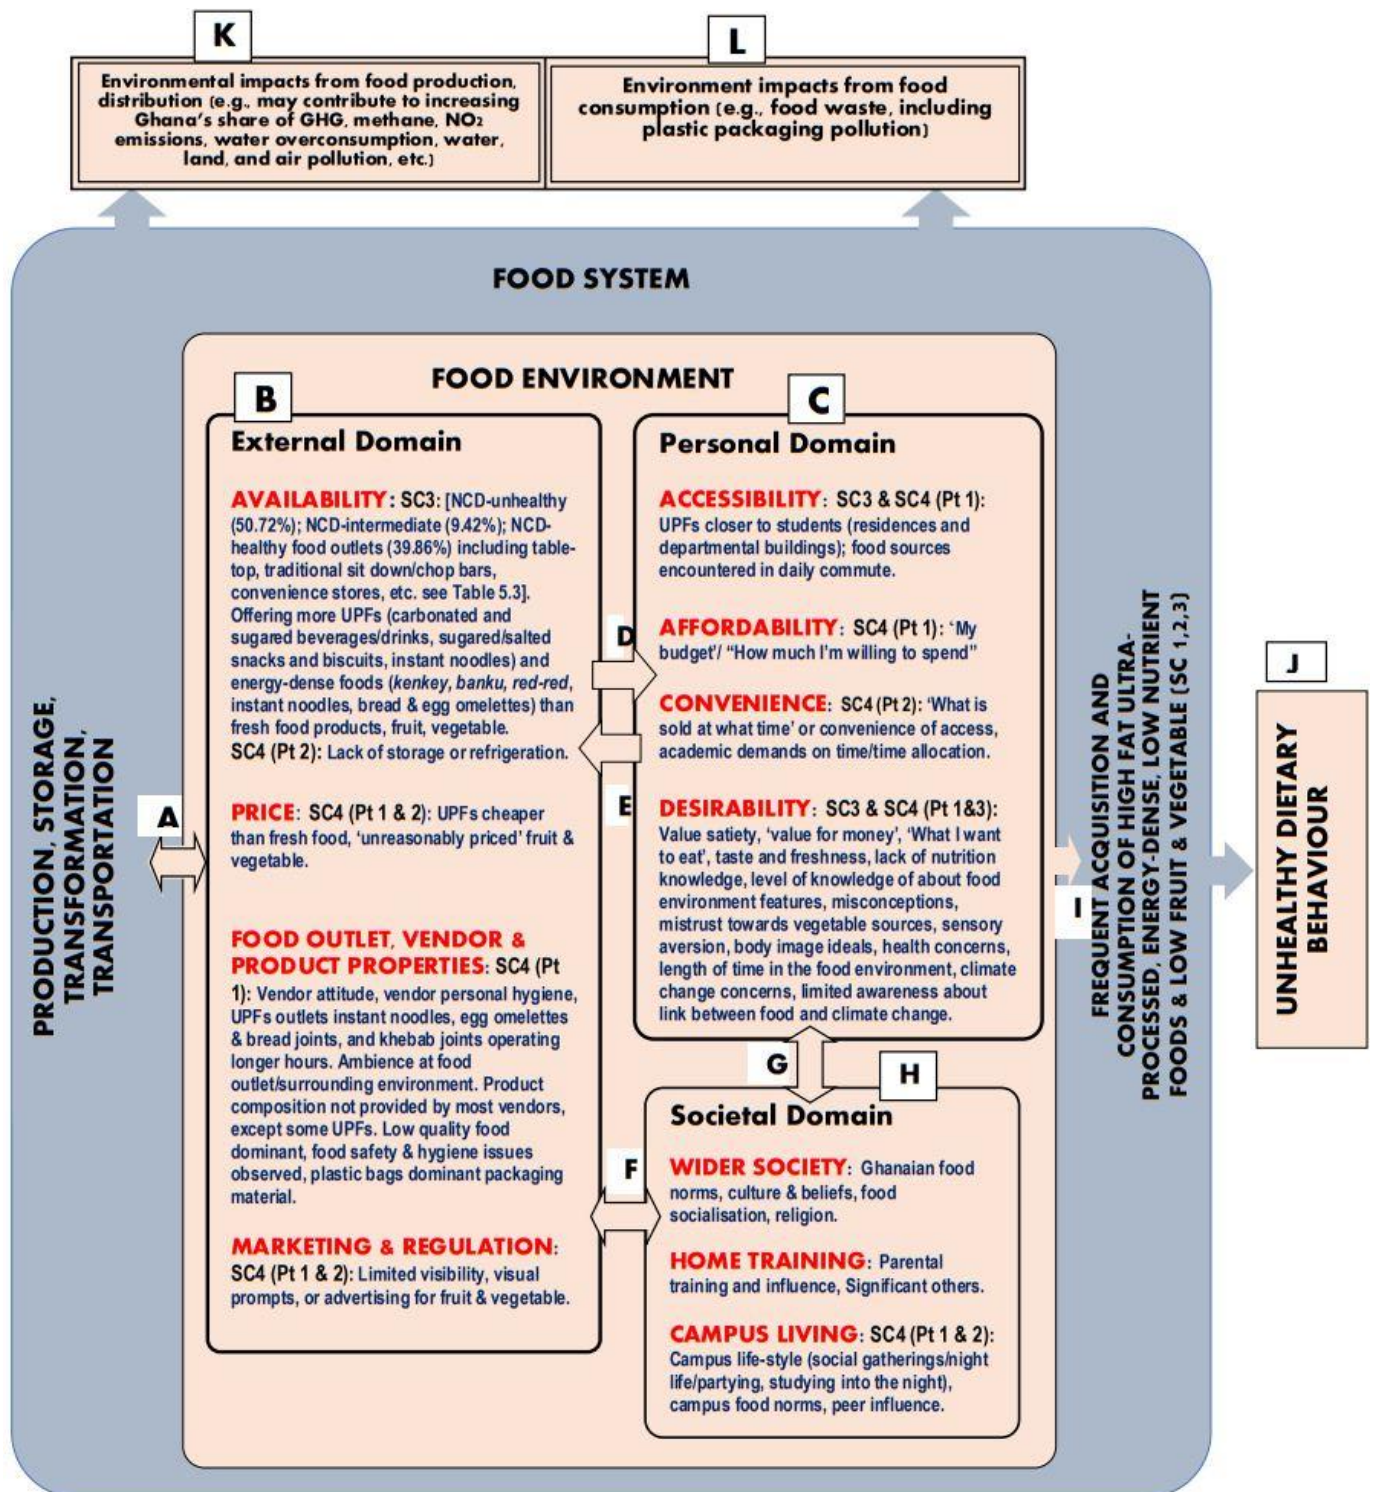 K
L
Environmental impacts from food production,
distribution (e.g., may contribute to increasing
Ghana's share of GHG, methane, NO2
emissions, water overconsumption, water,
land, and air pollution, etc.)
Environment impacts from food
consumption (e.g., food waste, including
plastic packaging pollution)
FOOD SYSTEM
PRODUCTION, STORAGE,
TRANSFORMATION,
TRANSPORTATION
A
FOOD ENVIRONMENT
B
External Domain
AVAILABILITY: SC3: [NCD-unhealthy
(50.72%); NCD-intermediate (9.42%); NCD-
healthy food outlets (39.86%) including table-
top, traditional sit down/chop bars,
convenience stores, etc. see Table 5.3].
Offering more UPFs (carbonated and
sugared beverages/drinks, sugared/salted
snacks and biscuits, instant noodles) and
energy-dense foods (kenkey, banku, red-red,
instant noodles, bread & egg omelettes) than
fresh food products, fruit, vegetable.
SC4 (Pt 2): Lack of storage or refrigeration.
PRICE: SC4 (Pt 1 & 2): UPFs cheaper
than fresh food, 'unreasonably priced' fruit &
vegetable.
FOOD OUTLET, VENDOR &
PRODUCT PROPERTIES: SC4 (Pt
1): Vendor attitude, vendor personal hygiene,
UPFs outlets instant noodles, egg omelettes
& bread joints, and khebab joints operating
longer hours. Ambience at food
outlet/surrounding environment. Product
composition not provided by most vendors,
except some UPFs. Low quality food
dominant, food safety & hygiene issues
observed, plastic bags dominant packaging
material.
MARKETING & REGULATION:
SC4 (Pt 1 & 2): Limited visibility, visual
prompts, or advertising for fruit & vegetable.
D
E
F
C
Personal Domain
ACCESSIBILITY: SC3 & SC4 (Pt 1):
UPFs closer to students (residences and
departmental buildings); food sources
encountered in daily commute.
AFFORDABILITY: SC4 (Pt 1): 'My
budget'/ "How much I'm willing to spend"
CONVENIENCE: SC4 (Pt 2): 'What is
sold at what time' or convenience of access,
academic demands on time/time allocation.
DESIRABILITY: SC3 & SC4 (Pt 1&3):
Value satiety, 'value for money', 'What I want
to eat', taste and freshness, lack of nutrition
knowledge, level of knowledge of about food
environment features, misconceptions,
mistrust towards vegetable sources, sensory
aversion, body image ideals, health concerns,
length of time in the food environment, climate
change concerns, limited awareness about
link between food and climate change.
G
H
Societal Domain
WIDER SOCIETY: Ghanaian food
norms, culture & beliefs, food
socialisation, religion.
HOME TRAINING: Parental
training and influence, Significant others.
CAMPUS LIVING: SC4 (Pt 1 & 2):
Campus life-style (social gatherings/night
life/partying, studying into the night),
campus food norms, peer influence.
I
FREQUENT ACQUISITION AND
CONSUMPTION OF HIGH FAT ULTRA-
PROCESSED, ENERGY-DENSE, LOW NUTRIENT
FOODS & LOW FRUIT & VEGETABLE (SC 1,2,3)
J
UNHEALTHY DIETARY
BEHAVIOUR